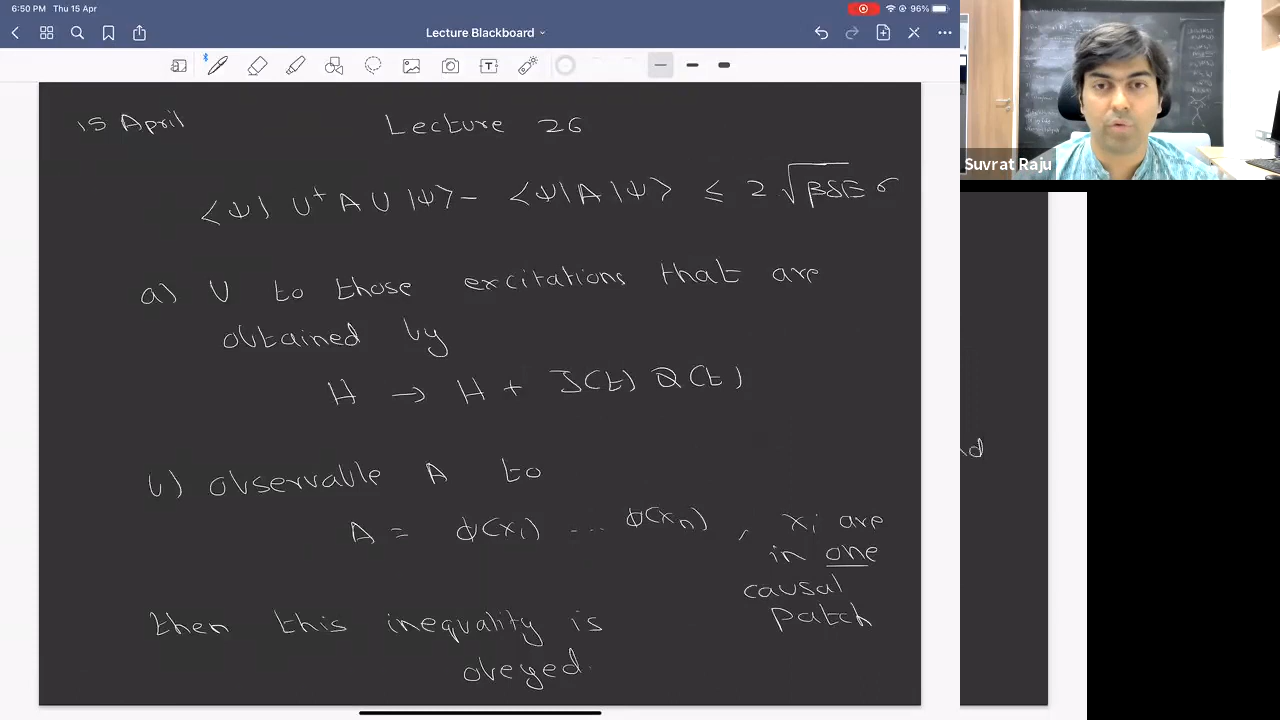 6:50 PM Thu 15 Apr
96%
Lecture Blackboard
15 April
Lecture 26
<Ψ| U† A U |Ψ> - <Ψ|A|Ψ> ≤ 2 √βδE σ
a) U to those excitations that are
obtained by
H → H + J(t) Q(t)
b) observable A to
A = φ(x1) ... φ(xn) , xi are
in one
causal
patch
then this inequality is
obeyed.
Suvrat Raju